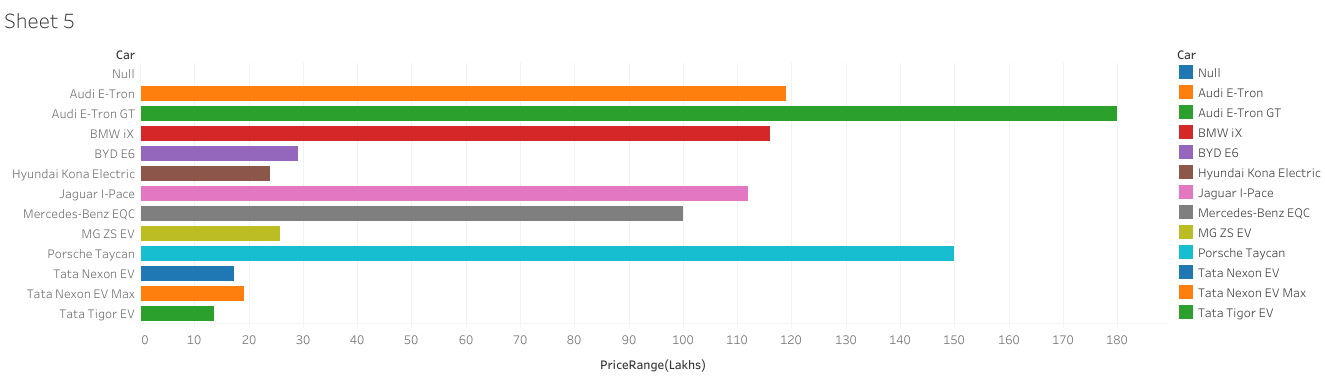 Sheet 5
Car
Null
Audi E-Tron
Audi E-Tron GT
BMW iX
BYD E6
Hyundai Kona Electric
Jaguar I-Pace
Mercedes-Benz EQC
MG ZS EV
Porsche Taycan
Tata Nexon EV
Tata Nexon EV Max
Tata Tigor EV
0 10 20 30 40 50 60 70 80 90 100 110 120 130 140 150 160 170 180
PriceRange(Lakhs)
Car
Null
Audi E-Tron
Audi E-Tron GT
BMW iX
BYD E6
Hyundai Kona Electric
Jaguar I-Pace
Mercedes-Benz EQC
MG ZS EV
Porsche Taycan
Tata Nexon EV
Tata Nexon EV Max
Tata Tigor EV